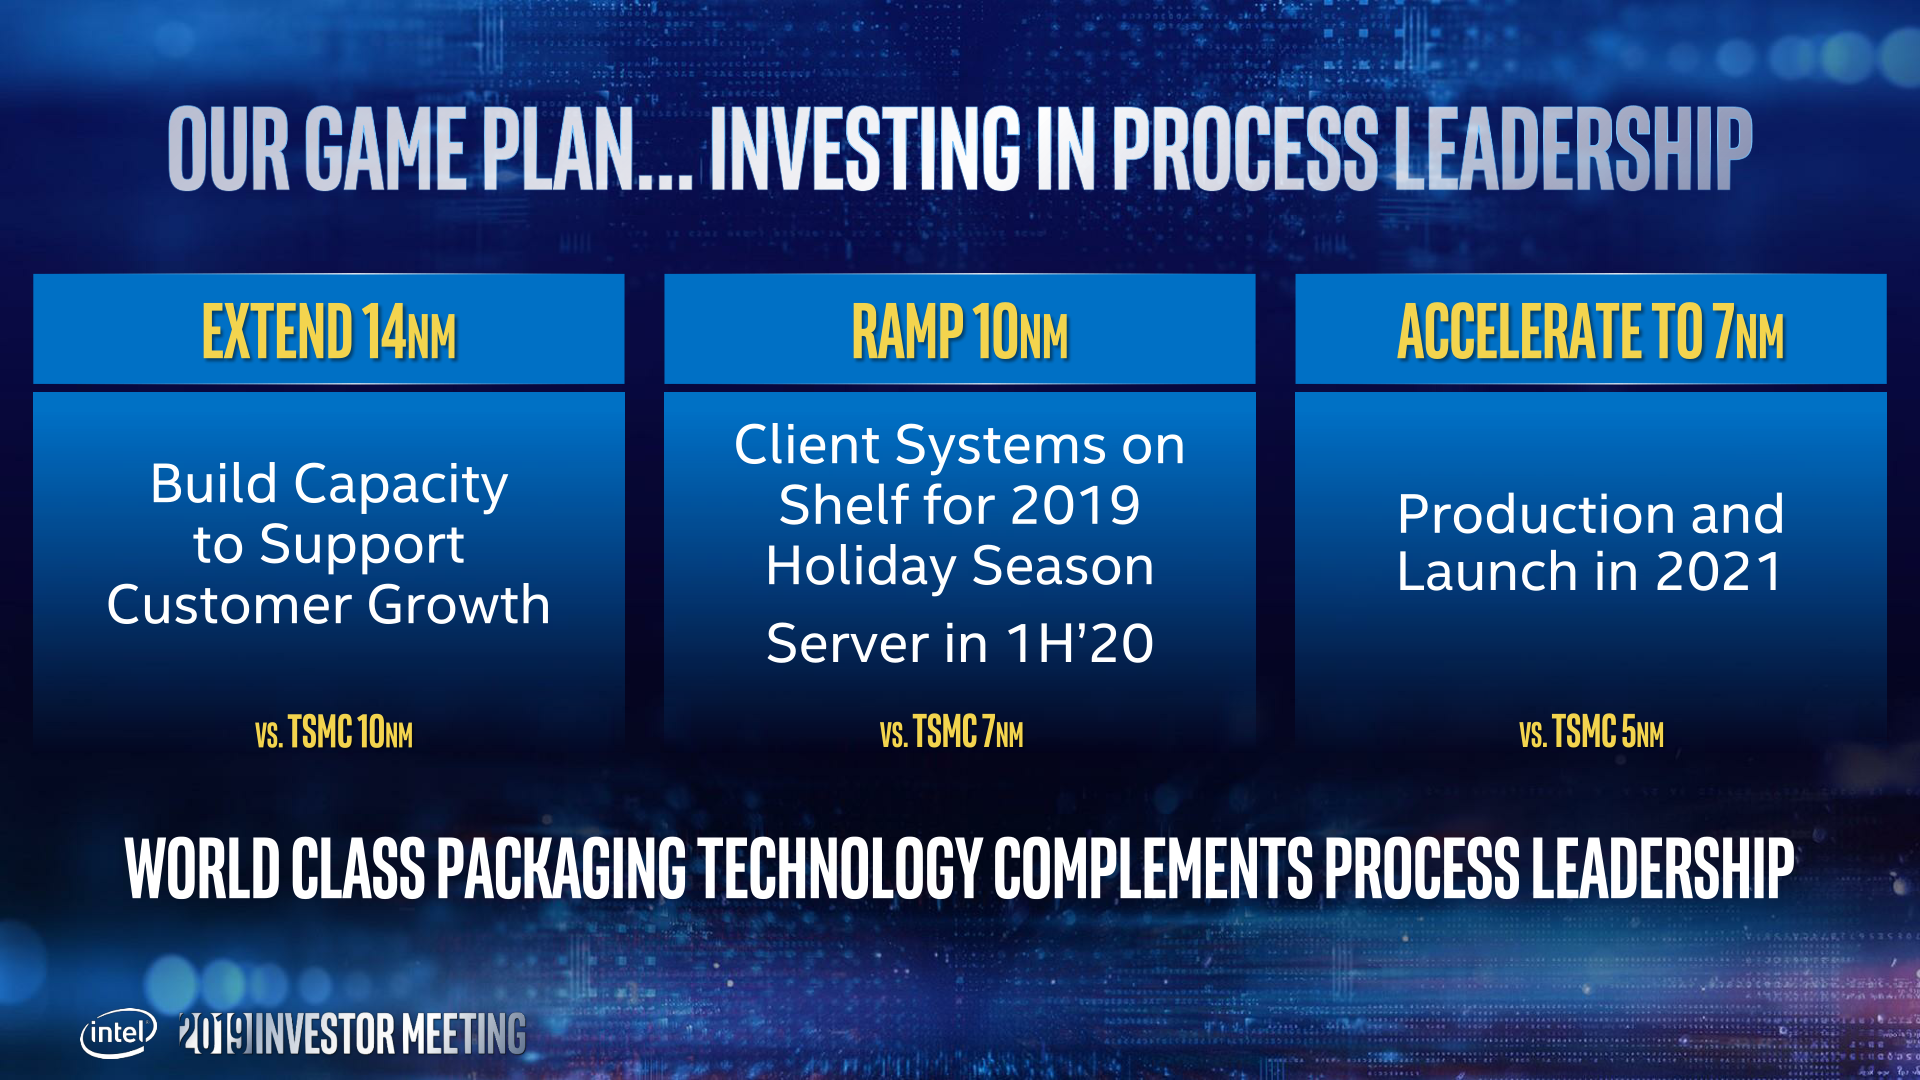 OUR GAME PLAN... INVESTING IN PROCESS LEADERSHIP
EXTEND 14NM
Build Capacity
to Support
Customer Growth
VS. TSMC 10NM
RAMP 10NM
Client Systems on
Shelf for 2019
Holiday Season
Server in 1H’20
VS. TSMC 7NM
ACCELERATE TO 7NM
Production and
Launch in 2021
VS. TSMC 5NM
WORLD CLASS PACKAGING TECHNOLOGY COMPLEMENTS PROCESS LEADERSHIP
intel 2019 INVESTOR MEETING